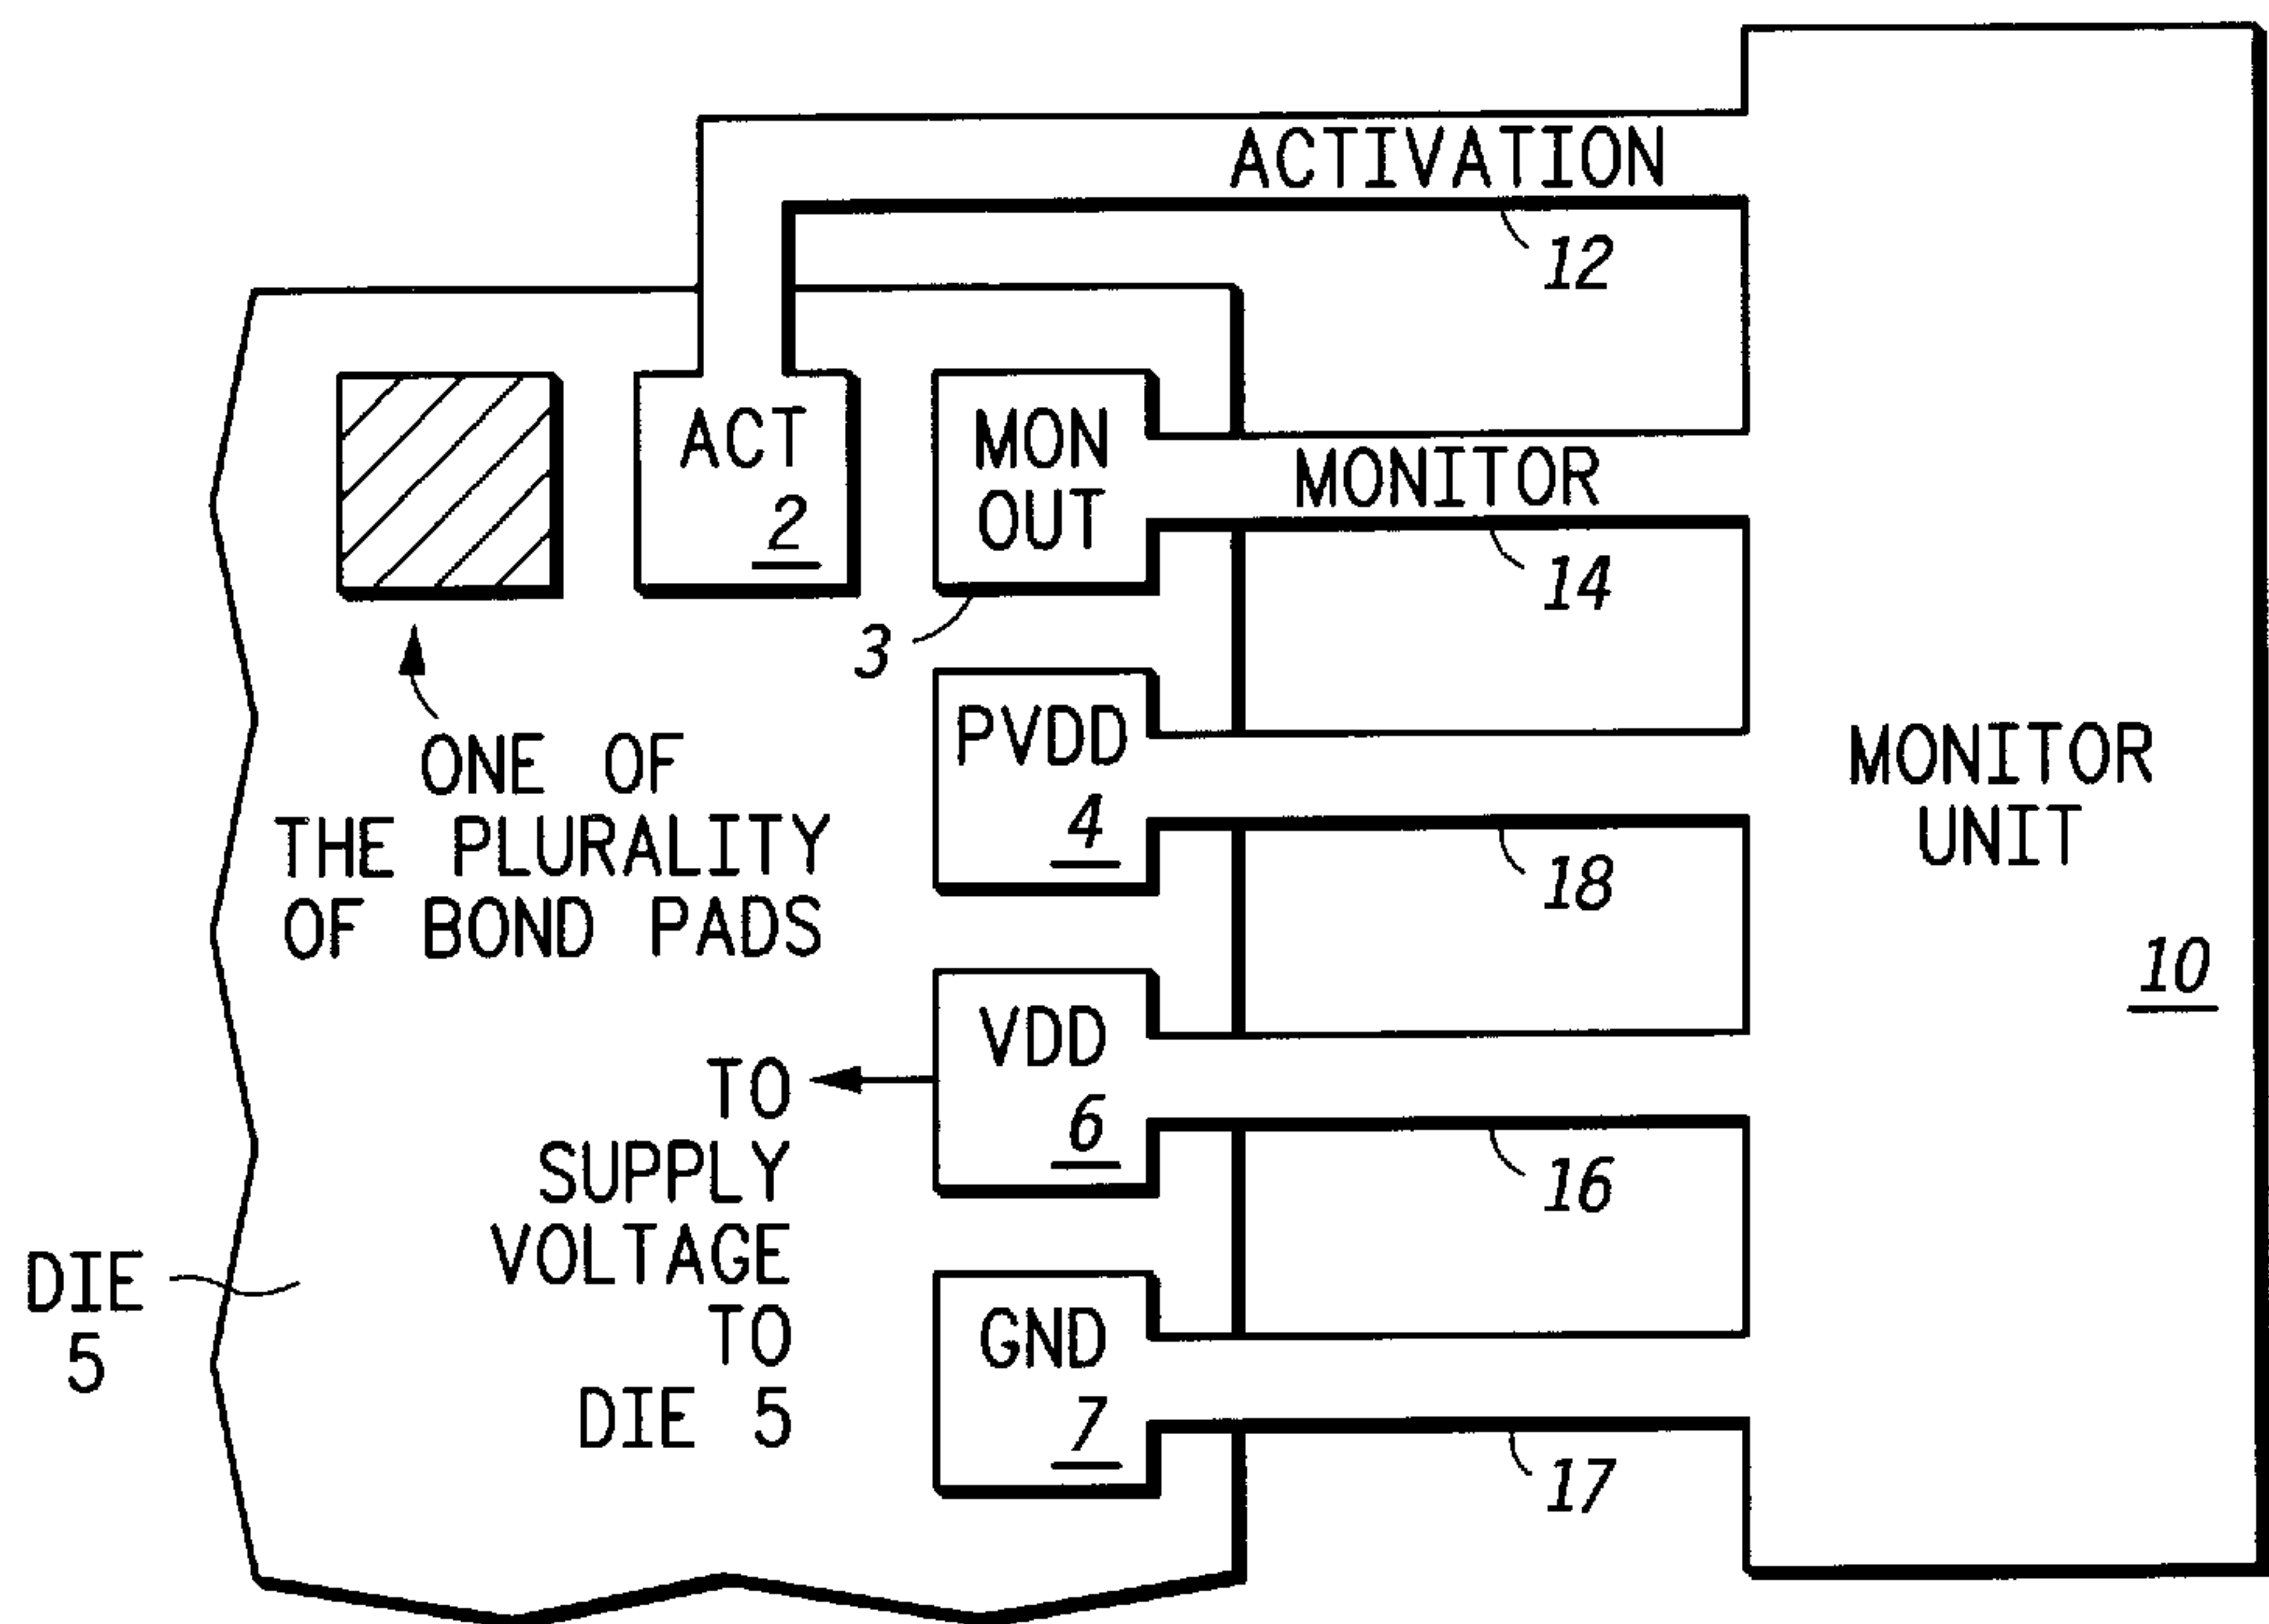 ACTIVATION
12
ACT
2
MON
OUT
3
MONITOR
14
ONE OF
THE PLURALITY
OF BOND PADS
PVDD
4
18
MONITOR
UNIT
10
VDD
6
16
TO
SUPPLY
VOLTAGE
TO
DIE 5
DIE
5
GND
7
17